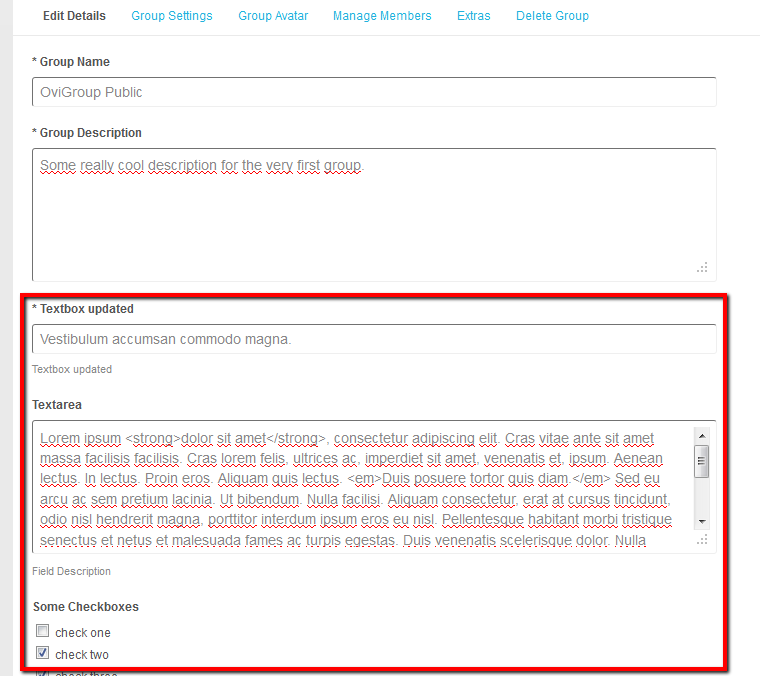 Edit Details Group Settings Group Avatar Manage Members Extras Delete Group
* Group Name
OviGroup Public
* Group Description
Some really cool description for the very first group.
* Textbox updated
Vestibulum accumsan commodo magna.
Textbox updated
Textarea
Lorem ipsum <strong>dolor sit amet</strong>, consectetur adipiscing elit. Cras vitae ante sit amet
massa facilisis facilisis. Cras lorem felis, ultrices ac, imperdiet sit amet, venenatis et, ipsum. Aenean
lectus. In lectus. Proin eros. Aliquam quis lectus. <em>Duis posuere tortor quis diam.</em> Sed eu
arcu ac sem pretium lacinia. Ut bibendum. Nulla facilisi. Aliquam consectetur, erat at cursus tincidunt,
odio nisl hendrerit magna, porttitor interdum ipsum eros eu nisl. Pellentesque habitant morbi tristique
senectus et netus et malesuada fames ac turpis egestas. Duis venenatis scelerisque dolor. Nulla
Field Description
Some Checkboxes
check one
check two
check three